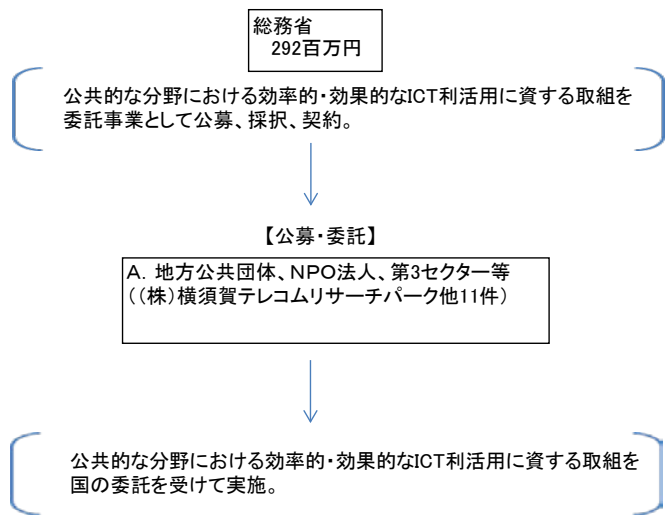 総務省
292百万円
公共的な分野における効率的・効果的なICT利活用に資する取組を
委託事業として公募、採択、契約。
【公募・委託】
A. 地方公共団体、NPO法人、第3セクター等
((株)横須賀テレコムリサーチパーク他11件)
公共的な分野における効率的・効果的なICT利活用に資する取組を
国の委託を受けて実施。